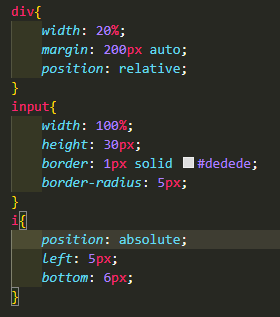 div{
width: 20%;
margin: 200px auto;
position: relative;
}
input{
width: 100%;
height: 30px;
border: 1px solid #dedede;
border-radius: 5px;
}
i{
position: absolute;
left: 5px;
bottom: 6px;
}